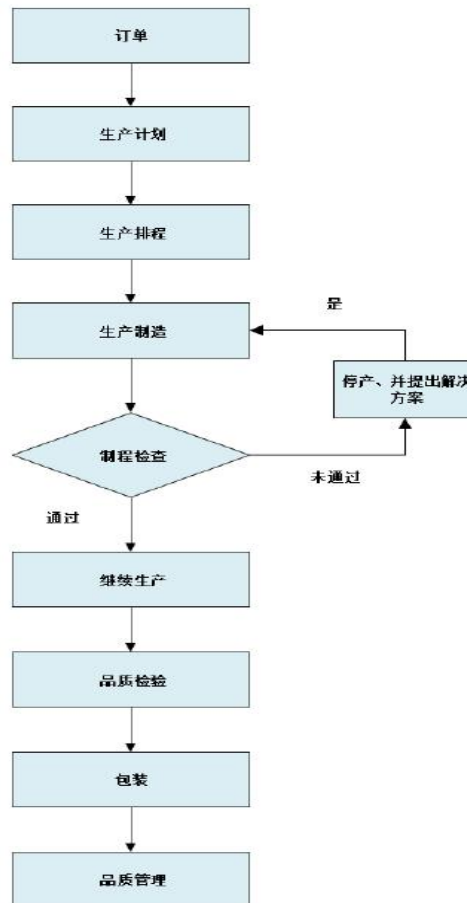 订单
生产计划
生产排程
生产制造
是
停产、并提出解决
方案
制程检查
未通过
通过
继续生产
品质检验
包装
品质管理